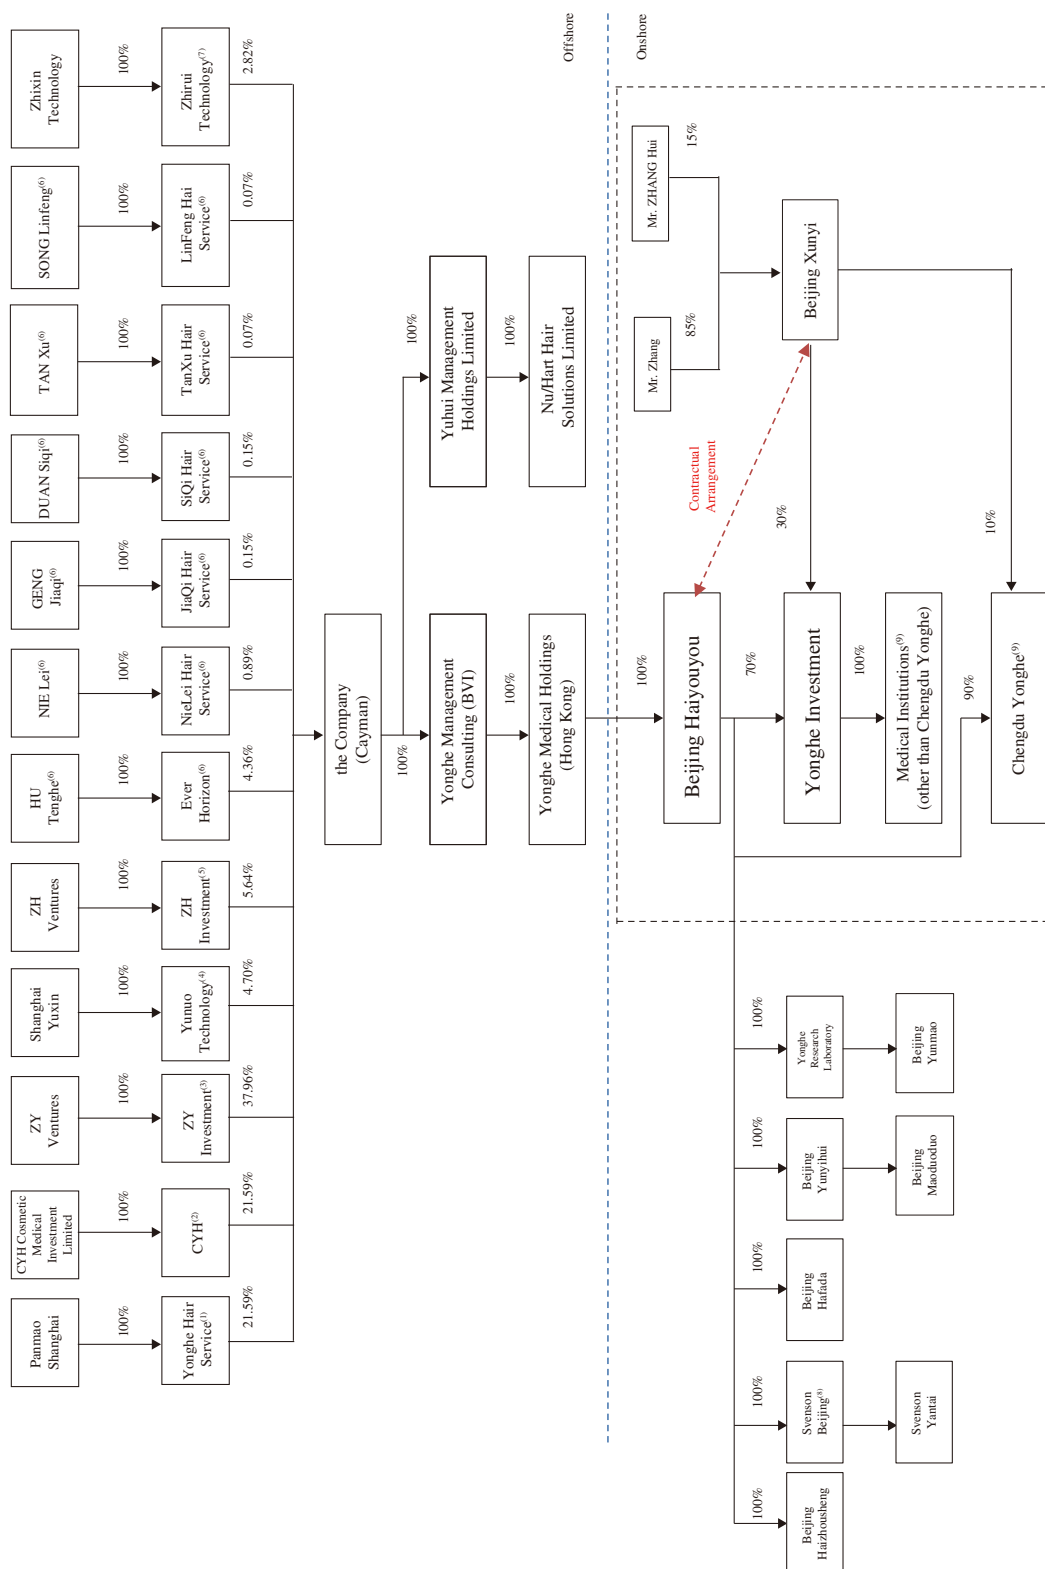 Panmao
Shanghai
CYH Cosmetic
Medical
Investment
Limited
ZY
Ventures
Shanghai
Yuxin
ZH
Ventures
HU
Tenghe(6)
NIE Lei(6)
GENG
Jiaqi(6)
DUAN Siqi(6)
TAN Xu(6)
SONG Linfeng(6)
Zhixin
Technology
100%
100%
100%
100%
100%
100%
100%
100%
100%
100%
100%
100%
Yonghe Hair
Service(1)
CYH(2)
ZY
Investment(3)
Yunuo
Technology(4)
ZH
Investment(5)
Ever
Horizon(6)
NieLei Hair
Service(6)
JiaQi Hair
Service(6)
SiQi Hair
Service(6)
TanXu Hair
Service(6)
LinFeng Hai
Service(6)
Zhirui
Technology(7)
21.59%
21.59%
37.96%
4.70%
5.64%
4.36%
0.89%
0.15%
0.15%
0.07%
0.07%
2.82%
the Company
(Cayman)
100%
100%
Yonghe Management
Consulting (BVI)
Yuhui Management
Holdings Limited
100%
100%
Yonghe Medical Holdings
(Hong Kong)
Nu/Hart Hair
Solutions Limited
Offshore
Onshore
100%
Mr. Zhang
Mr. ZHANG Hui
85%
15%
Beijing Haiyouyou
Contractual
Arrangement
Beijing Xunyi
70%
30%
100%
100%
100%
100%
100%
Beijing
Haizhousheng
Svenson
Beijing(8)
Beijing
Hafada
Beijing
Yunyihui
Yonghe
Research
Laboratory
Yonghe Investment
100%
Svenson
Yantai
Beijing
Maoduoduo
Beijing
Yunmao
Medical Institutions(9)
(other than Chengdu Yonghe)
90%
10%
Chengdu Yonghe(9)